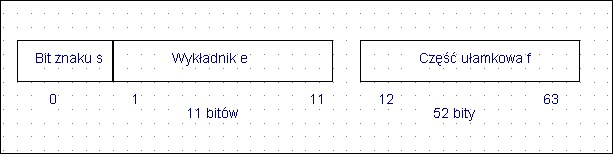 Bit znaku s Wykładnik e Część ułamkowa f
0 1 11 12 63
11 bitów 52 bity